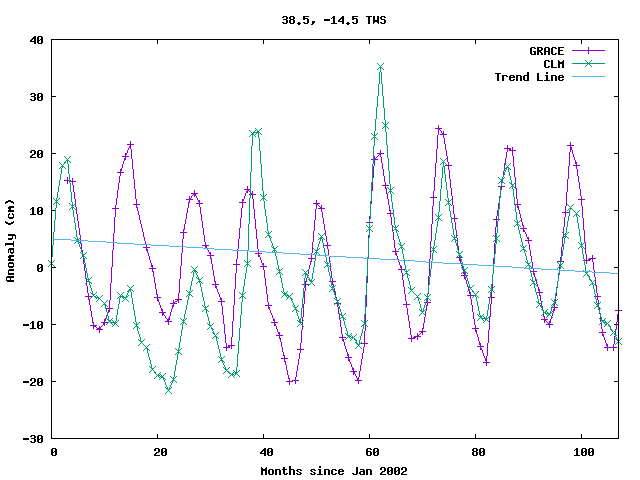 38.5, -14.5 TWS
40
30
20
10
0
-10
-20
-30
0 20 40 60 80 100
Anomaly (cm)
Months since Jan 2002
GRACE
CLM
Trend Line